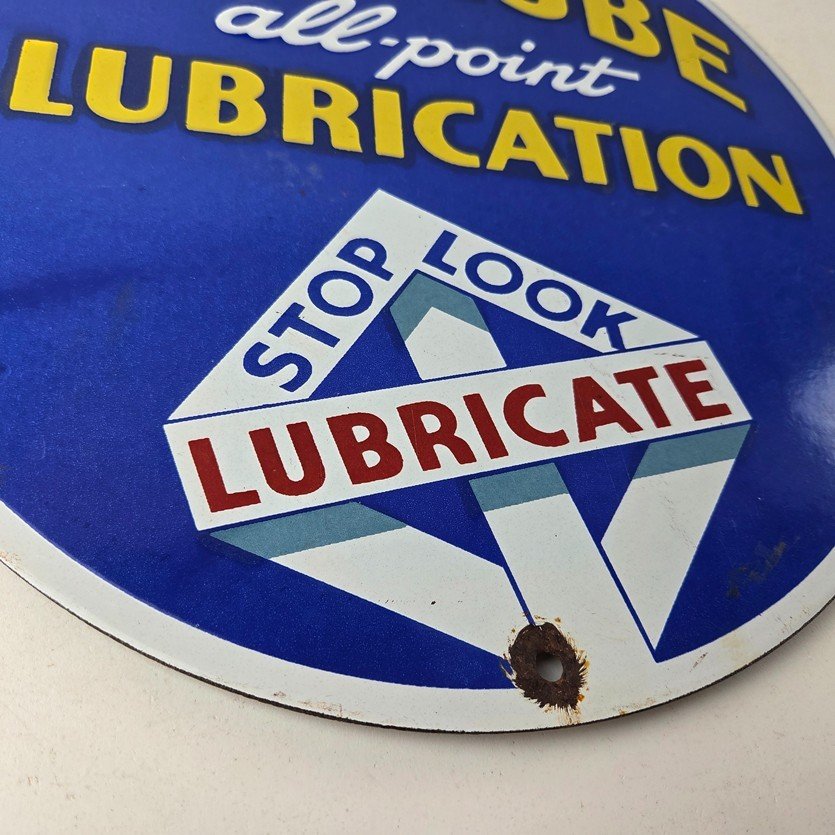 all-point
LUBRICATION
STOP
LOOK
LUBRICATE